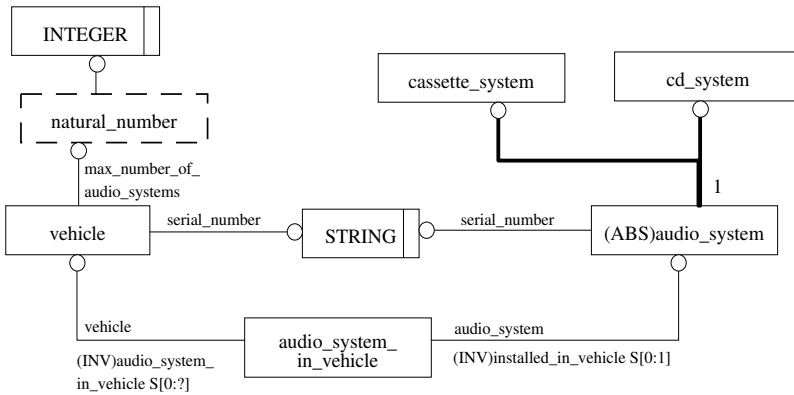 INTEGER
cassette_system
cd_system
natural_number
max_number_of_
audio_systems
1
vehicle
serial_number
STRING
serial_number
(ABS)audio_system
vehicle
audio_system_
in_vehicle
audio_system
(INV)audio_system_
in_vehicle S[0:?]
(INV)installed_in_vehicle S[0:1]